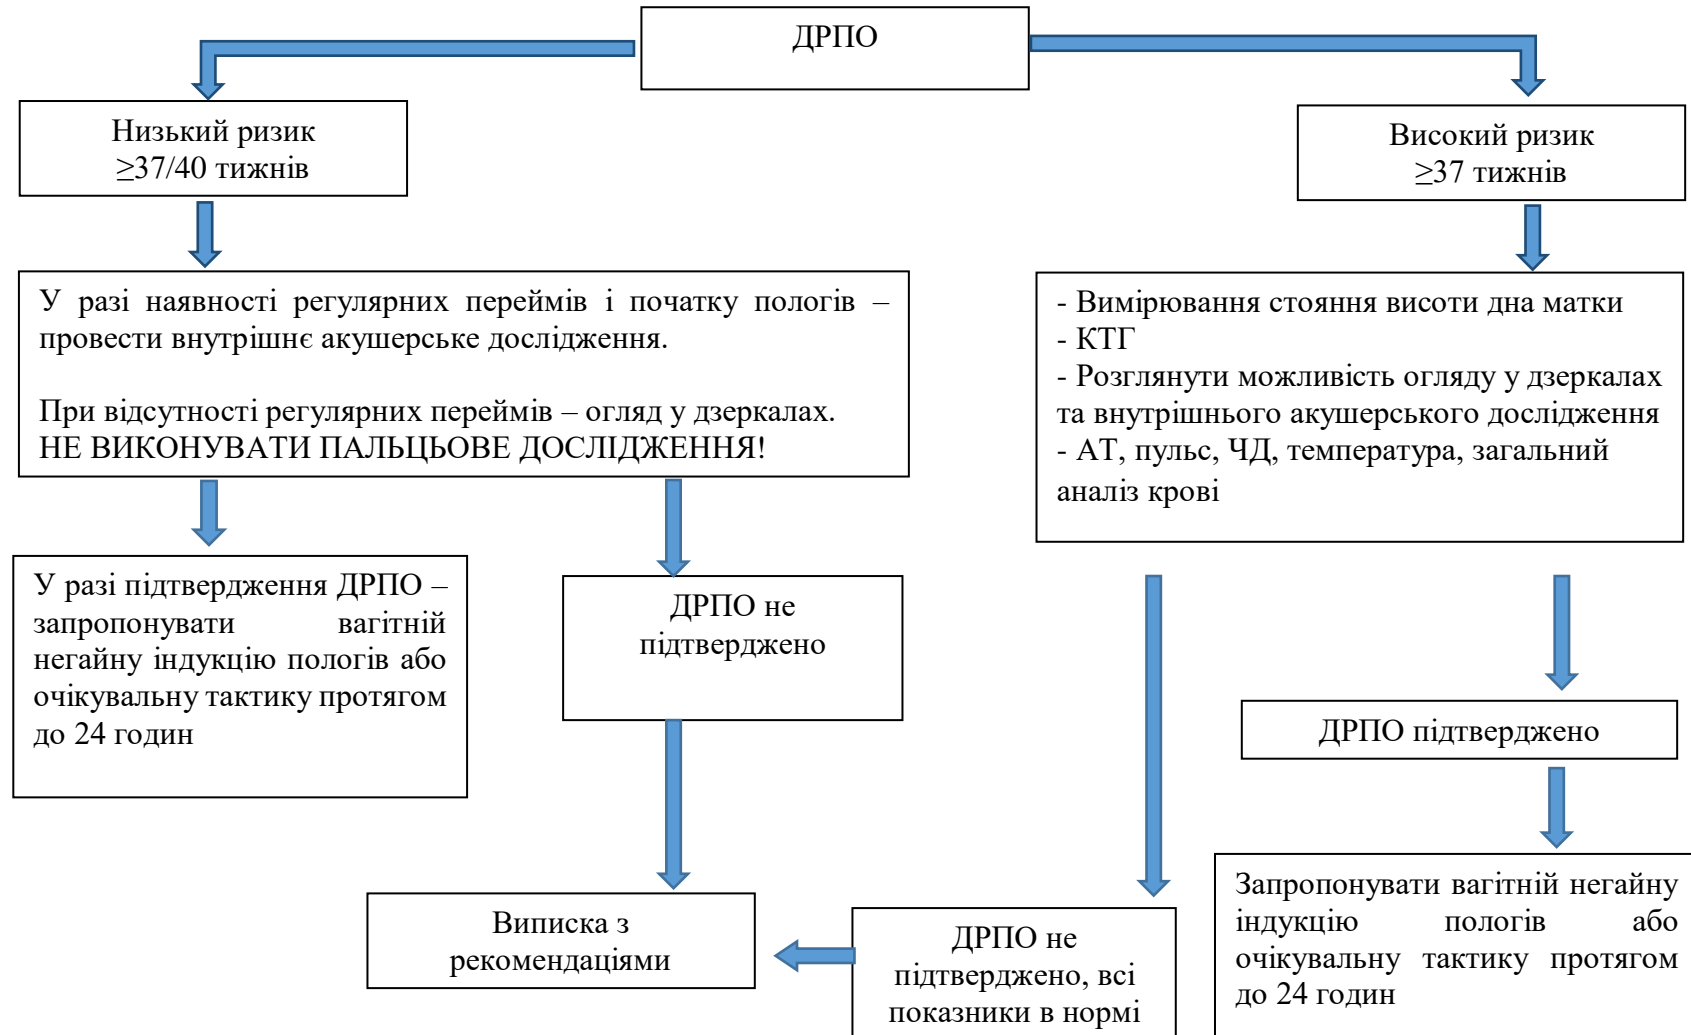 ДРПО
Низький ризик
≥37/40 тижнів
Високий ризик
≥37 тижнів
У разі наявності регулярних переймів і початку пологів –
провести внутрішнє акушерське дослідження.
При відсутності регулярних переймів – огляд у дзеркалах.
НЕ ВИКОНУВАТИ ПАЛЬЦЬОВЕ ДОСЛІДЖЕННЯ!
- Вимірювання стояння висоти дна матки
- КТГ
- Розглянути можливість огляду у дзеркалах
та внутрішнього акушерського дослідження
- АТ, пульс, ЧД, температура, загальний
аналіз крові
У разі підтвердження ДРПО –
запропонувати вагітній
негайну індукцію пологів або
очікувальну тактику протягом
до 24 годин
ДРПО не
підтверджено
ДРПО підтверджено
Виписка з
рекомендаціями
ДРПО не
підтверджено, всі
показники в нормі
Запропонувати вагітній негайну
індукцію пологів або
очікувальну тактику протягом
до 24 годин